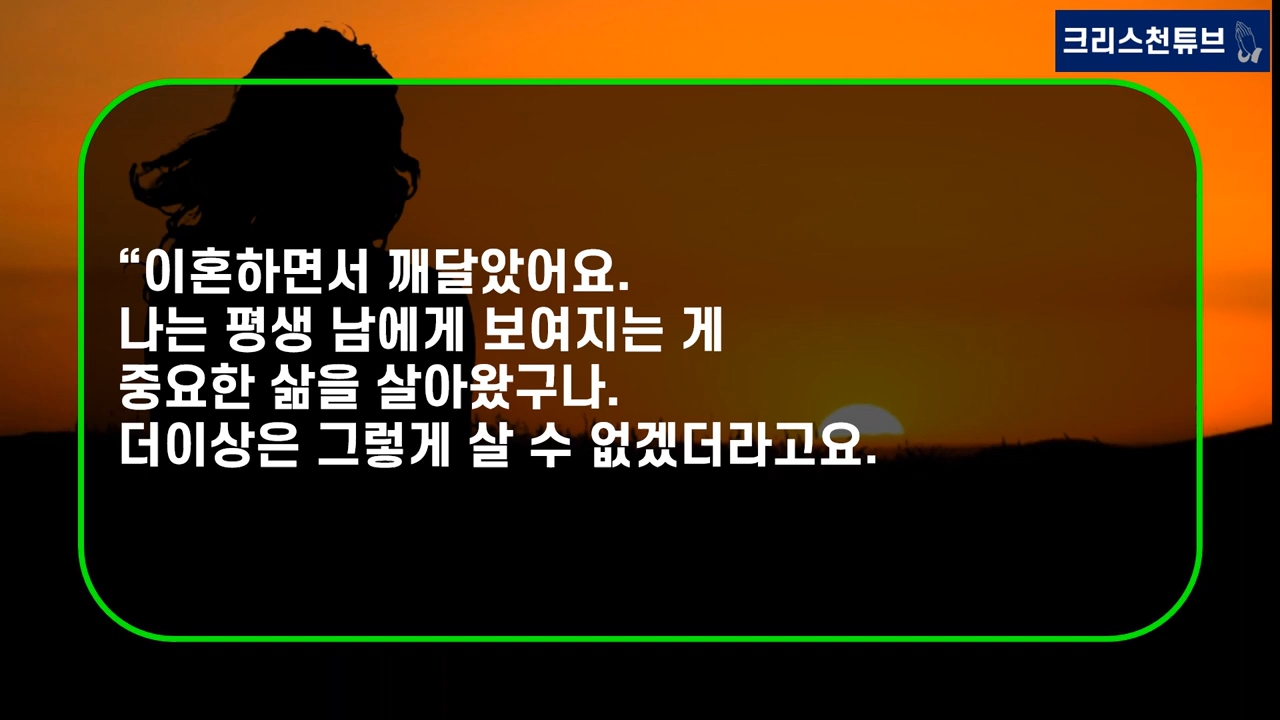 크리스천튜브
“이혼하면서 깨달았어요.
나는 평생 남에게 보여지는 게
중요한 삶을 살아왔구나.
더이상은 그렇게 살 수 없겠더라고요.